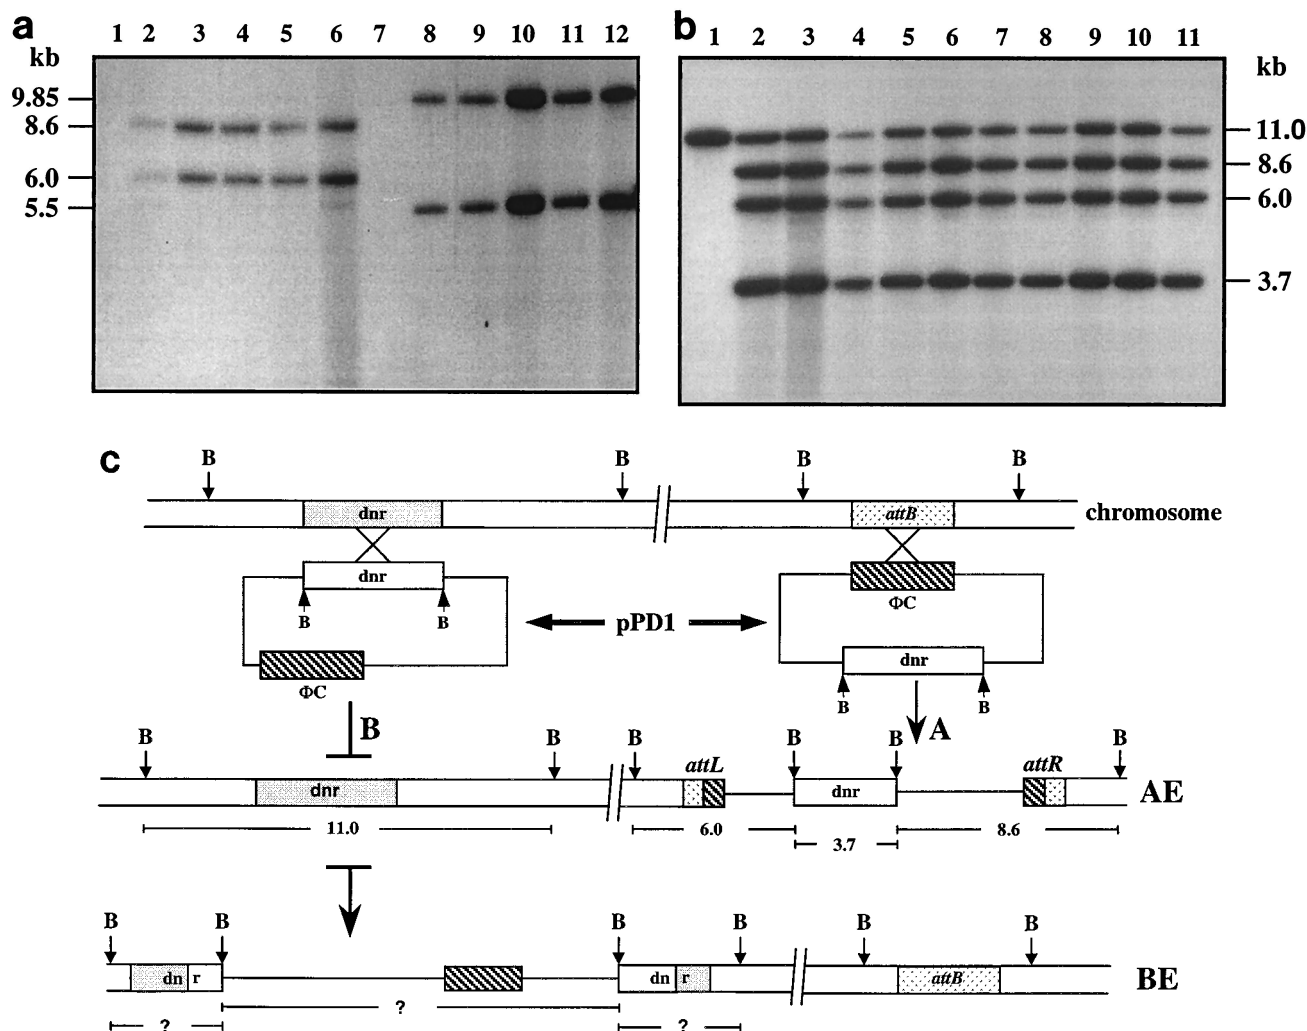 a
1 2 3 4 5 6 7 8 9 10 11 12
kb
9.85
8.6
6.0
5.5
b
1 2 3 4 5 6 7 8 9 10 11
kb
11.0
8.6
6.0
3.7
c
B B B B
dnr attB chromosome
dnr ΦC
B B
pPD1
ΦC dnr
B B
B A
B B B B B B
attL attR
dnr dnr AE
11.0 6.0 8.6
3.7
B B B B B B
dn r dn r attB BE
?
? ?